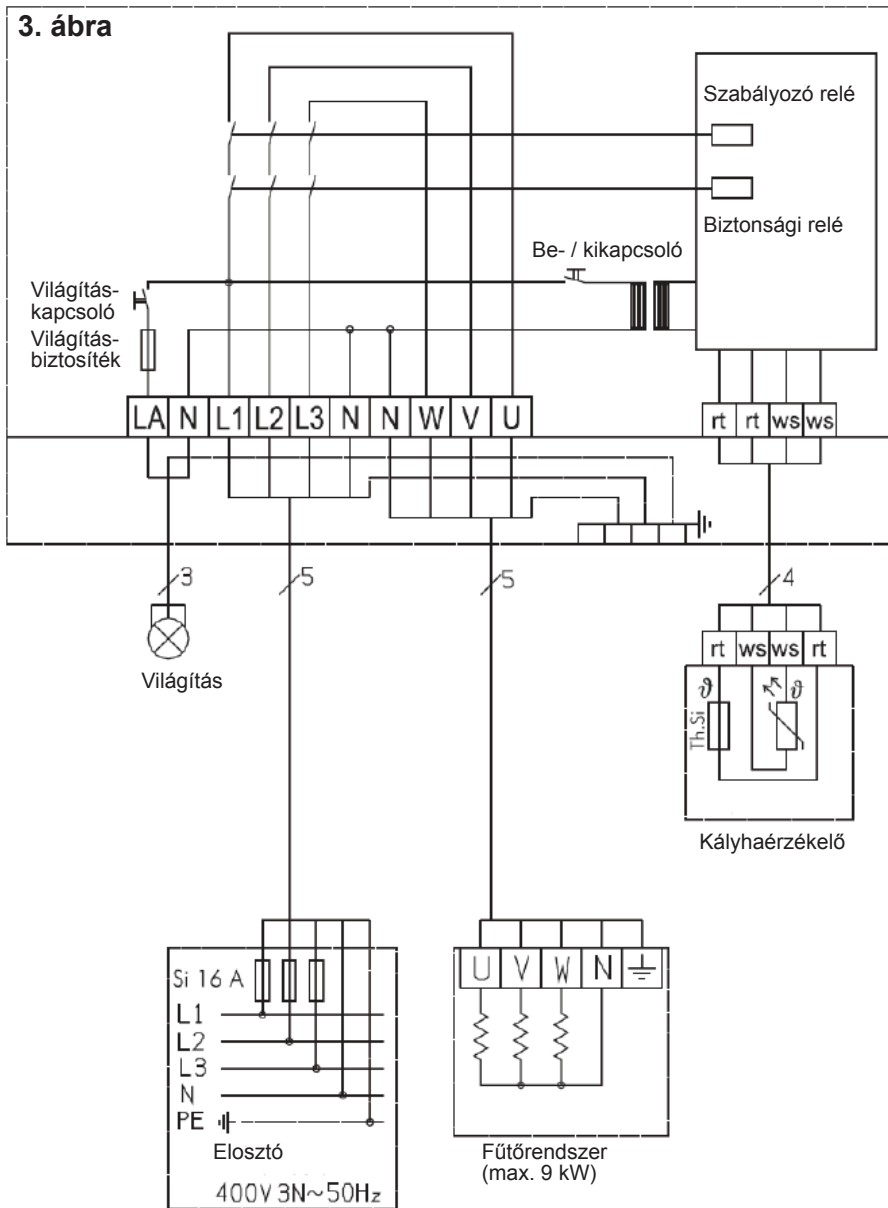 3. ábra
Szabályozó relé
Biztonsági relé
Be- / kikapcsoló
Világítás-
kapcsoló
Világítás-
biztosíték
LA N L1 L2 L3 N N W V U
rt rt ws ws
3 5 5 4
Világítás
rt ws ws rt
ϑ ϑ
Th.Si
Kályhaérzékelő
Si 16 A
L1
L2
L3
N
PE
Elosztó
400V 3N~50Hz
U V W N
Fűtőrendszer
(max. 9 kW)